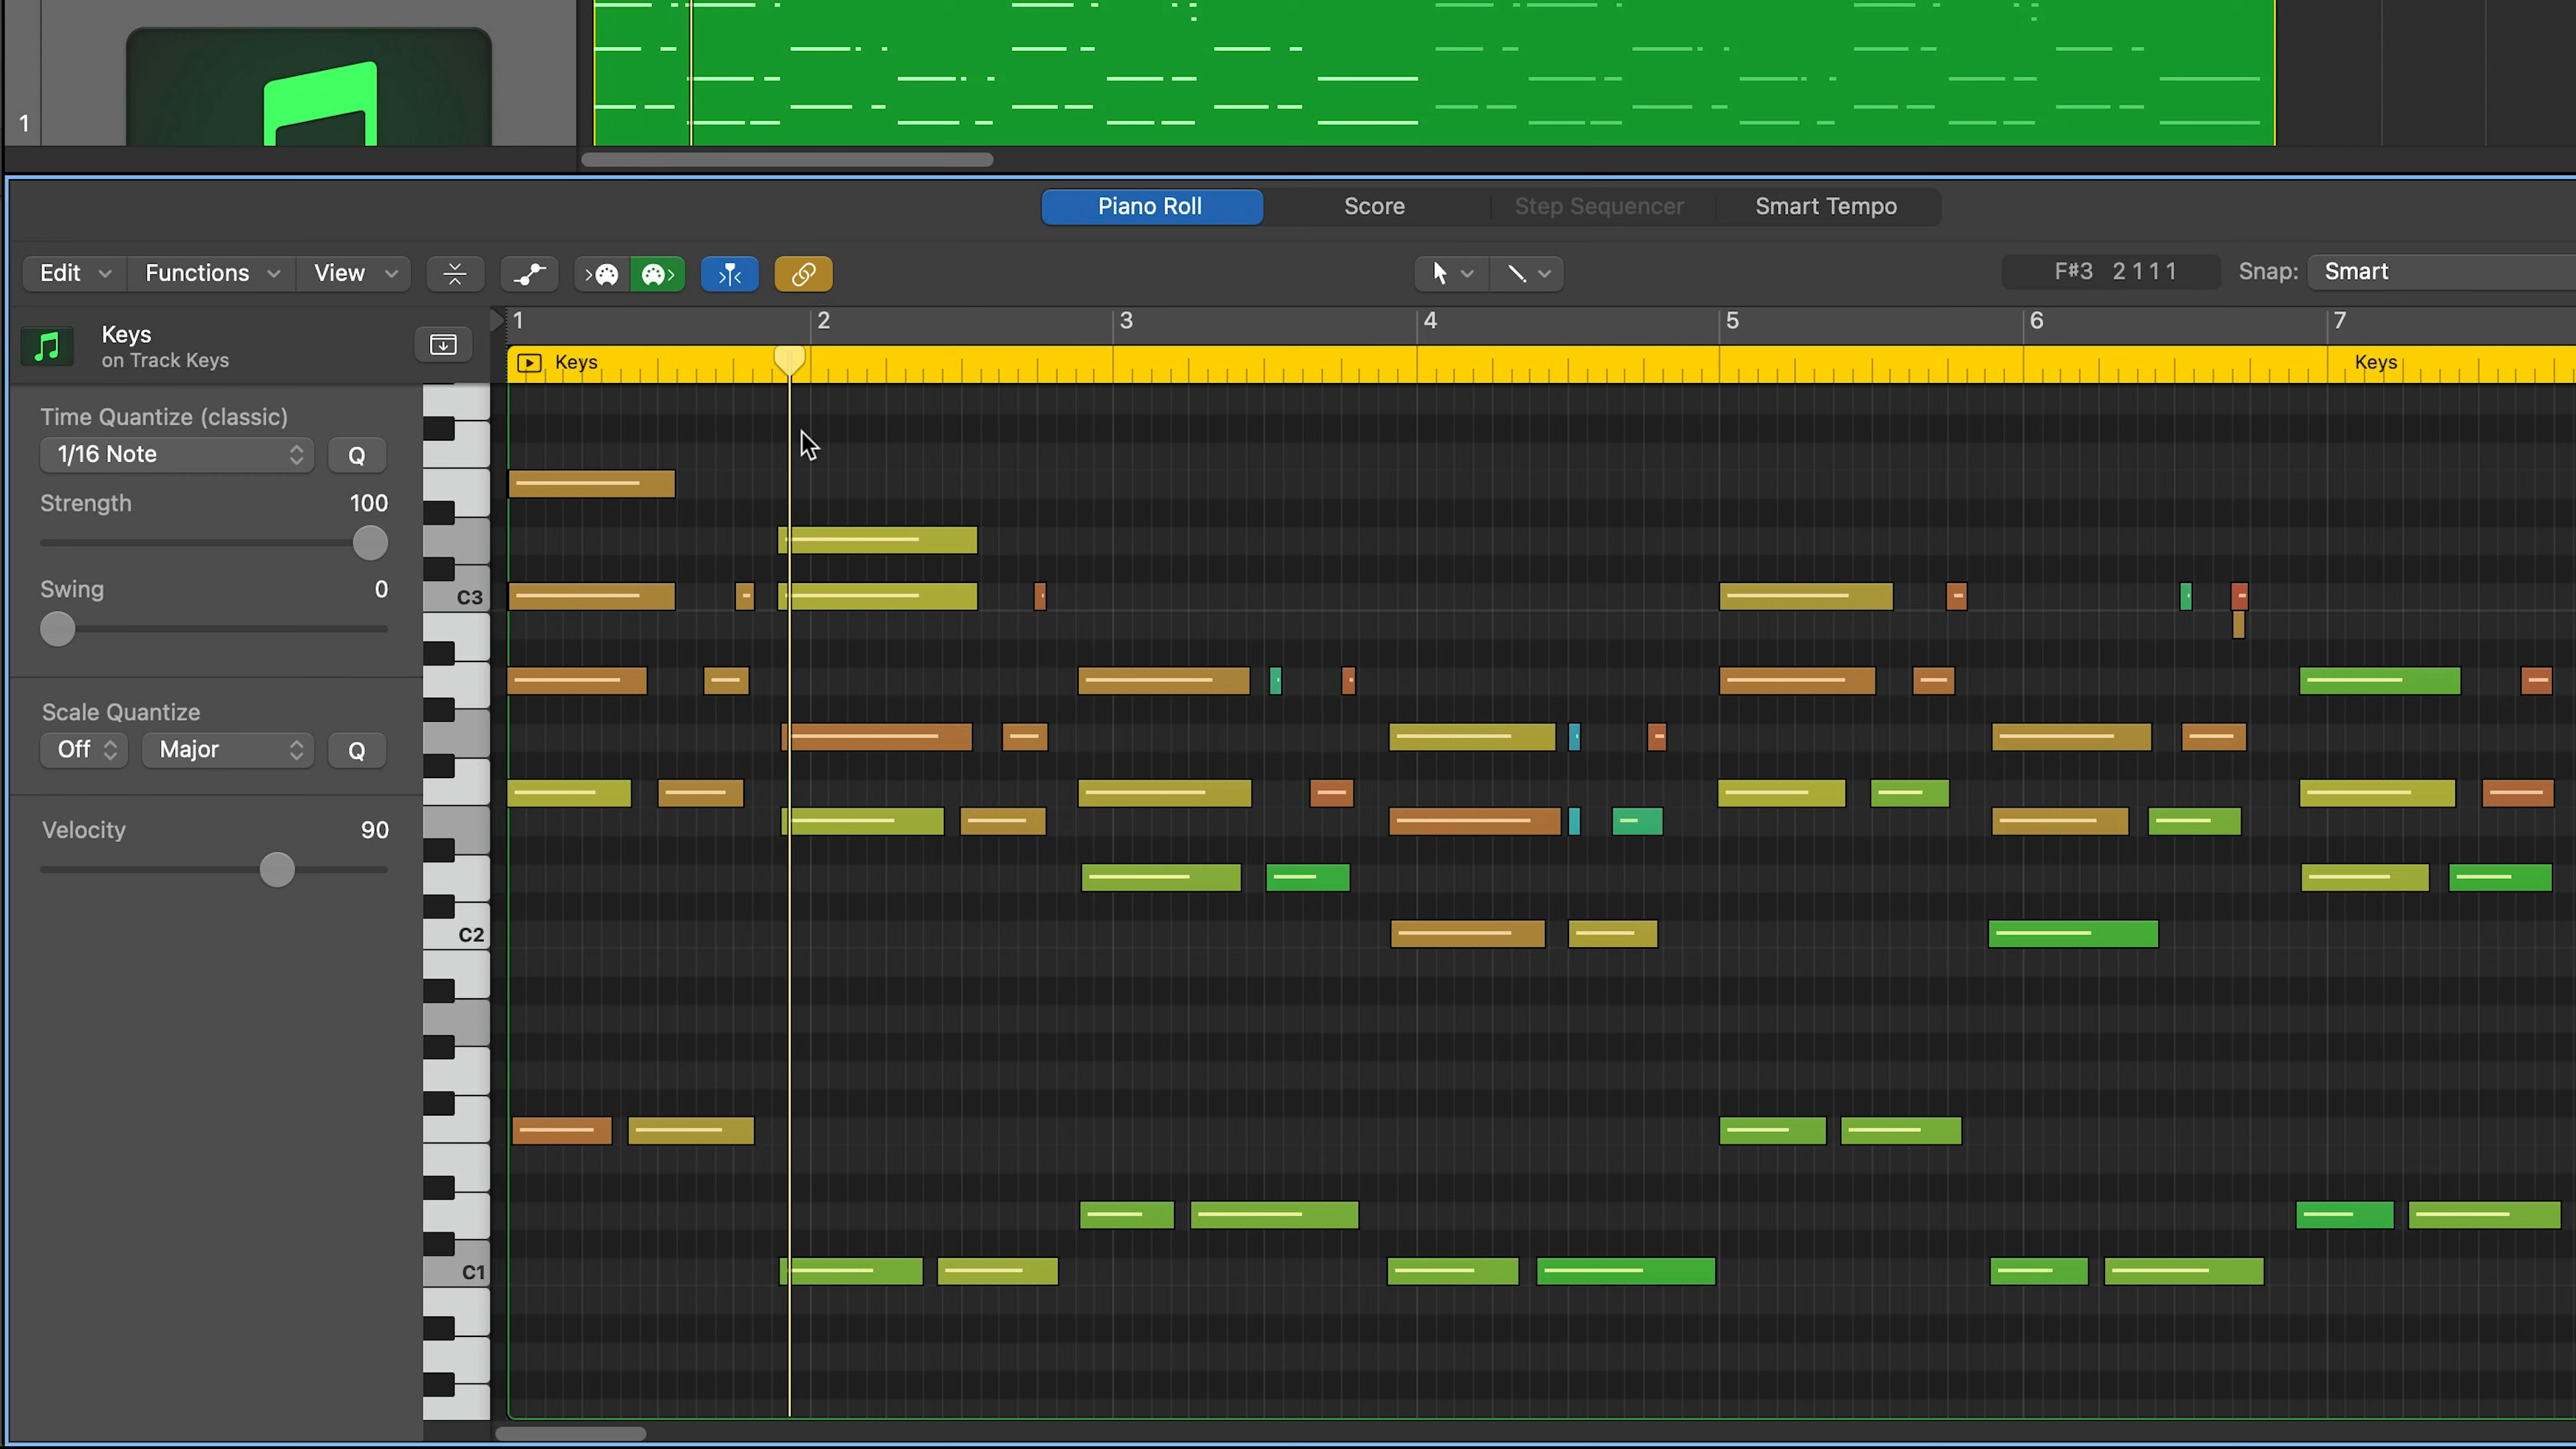 1
Piano Roll Score Step Sequencer Smart Tempo
Edit Functions View F#3 2 1 1 1 Snap: Smart
Keys
on Track Keys
1 2 3 4 5 6 7
Keys Keys
Time Quantize (classic)
1/16 Note Q
Strength 100
Swing 0
Scale Quantize
Off Major Q
Velocity 90
C3
C2
C1